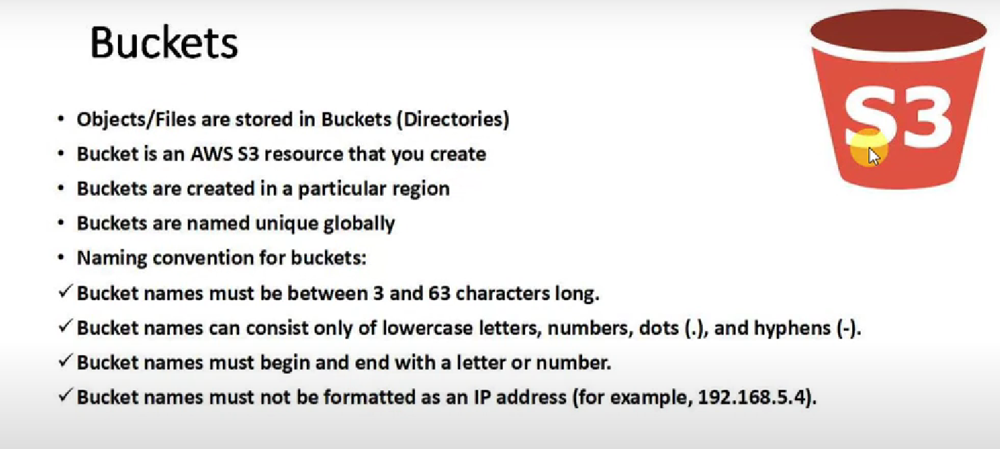 Buckets
S3
• Objects/Files are stored in Buckets (Directories)
• Bucket is an AWS S3 resource that you create
• Buckets are created in a particular region
• Buckets are named unique globally
• Naming convention for buckets:
✓ Bucket names must be between 3 and 63 characters long.
✓ Bucket names can consist only of lowercase letters, numbers, dots (.), and hyphens (-).
✓ Bucket names must begin and end with a letter or number.
✓ Bucket names must not be formatted as an IP address (for example, 192.168.5.4).